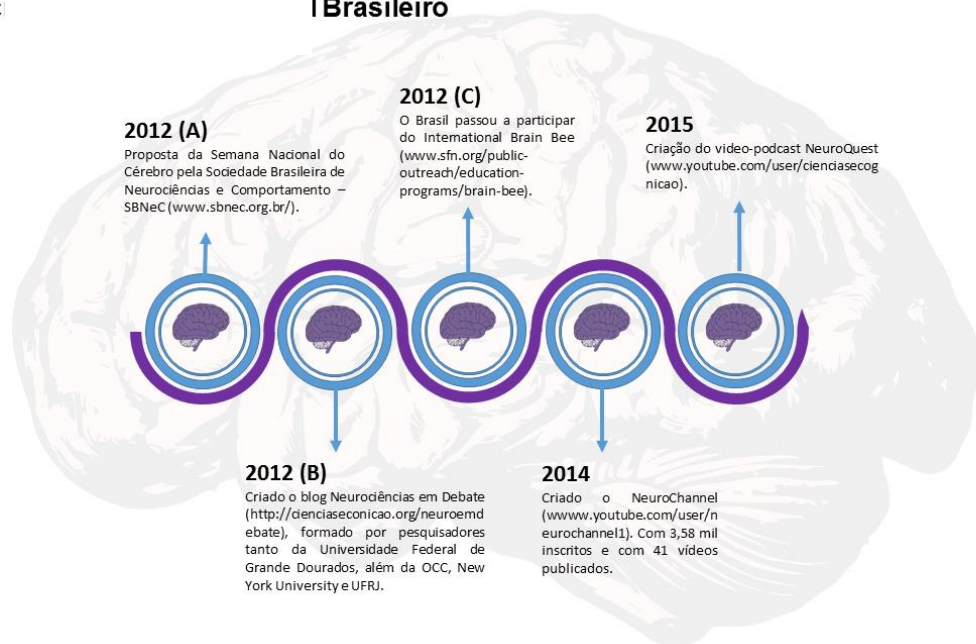 Brasileiro
2012 (A)
Proposta da Semana Nacional do
Cérebro pela Sociedade Brasileira de
Neurociências e Comportamento –
SBNeC (www.sbnec.org.br/).
2012 (C)
O Brasil passou a participar
do International Brain Bee
(www.sfn.org/public-
outreach/education-
programs/brain-bee).
2015
Criação do video-podcast NeuroQuest
(www.youtube.com/user/cienciasecog
nicao).
2012 (B)
Criado o blog Neurociências em Debate
(http://cienciaseconicao.org/neuroemd
ebate), formado por pesquisadores
tanto da Universidade Federal de
Grande Dourados, além da OCC, New
York University e UFRJ.
2014
Criado o NeuroChannel
(wwww.youtube.com/user/n
eurochannel1). Com 3,58 mil
inscritos e com 41 vídeos
publicados.